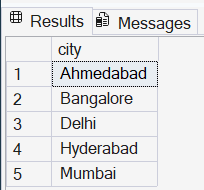 Results Messages
city
1 Ahmedabad
2 Bangalore
3 Delhi
4 Hyderabad
5 Mumbai